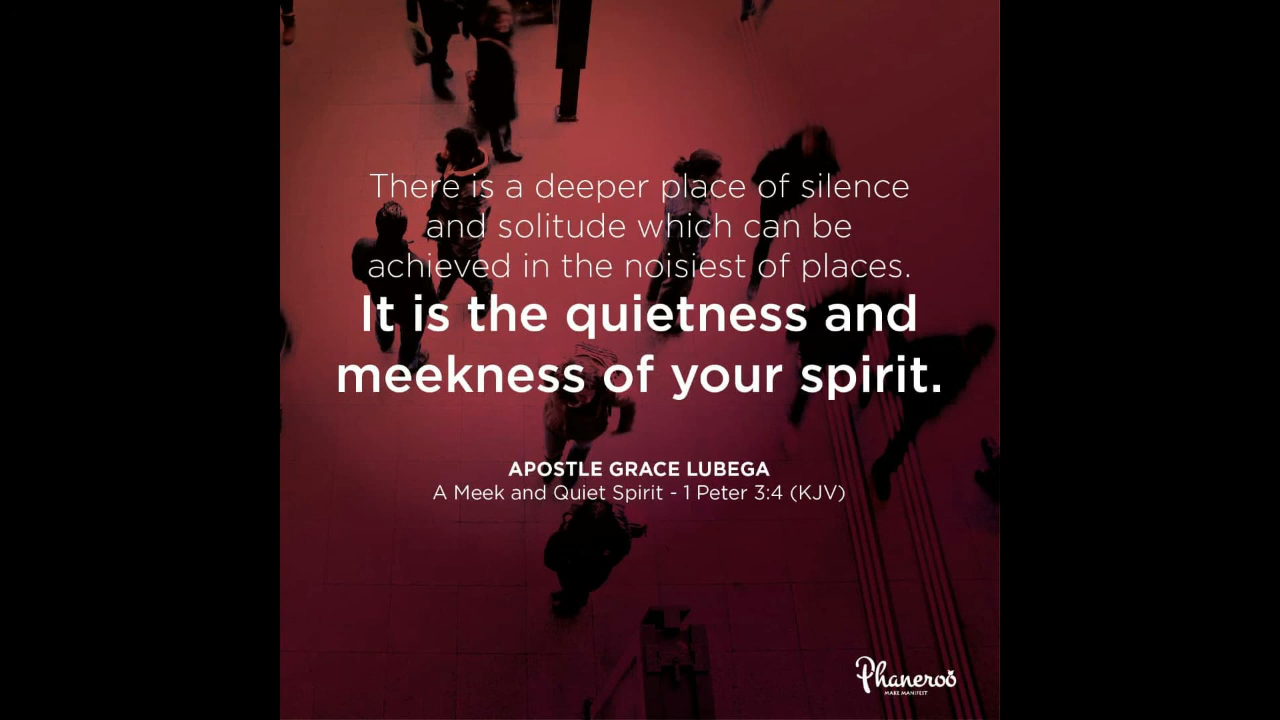 There is a deeper place of silence
and solitude which can be
achieved in the noisiest of places.
It is the quietness and
meekness of your spirit.
APOSTLE GRACE LUBEGA
A Meek and Quiet Spirit - 1 Peter 3:4 (KJV)
Phaneroo
MAKE MANIFEST